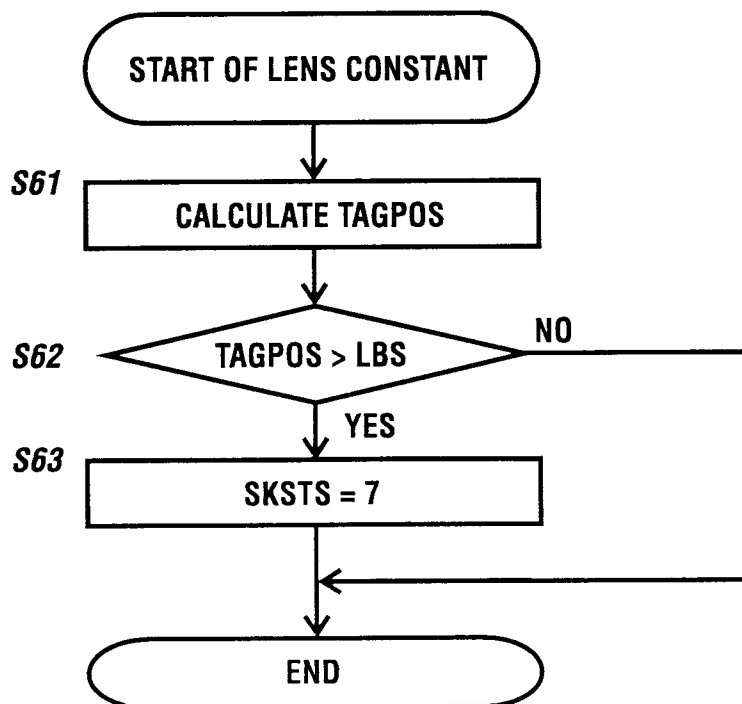 START OF LENS CONSTANT
S61
CALCULATE TAGPOS
S62
TAGPOS > LBS
NO
YES
S63
SKSTS = 7
END